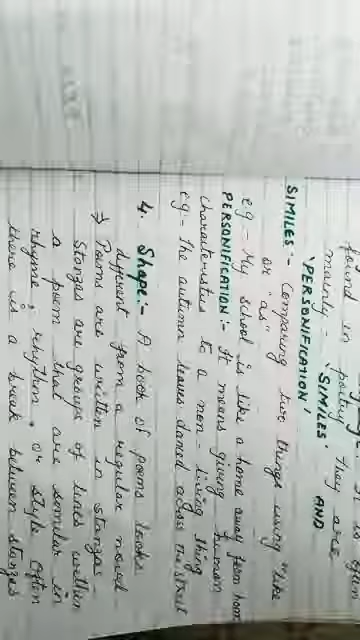 found in poetry. They are
mainly - 'SIMILES' AND
'PERSONIFICATION'
SIMILES :- Comparing two things using "like
or "as"
eg - My school is like a home away from home
PERSONIFICATION :- It means giving human
characteristics to a non-living thing
eg - The autumn leaves danced across
4. Shape :- A book of poems looks
different from a regular novel -
→ Poems are written in stanzas -
Stanzas are groups of lines written
a poem that are similar in
rhyme, rhythm, or style. Often
there is a break between stanzas